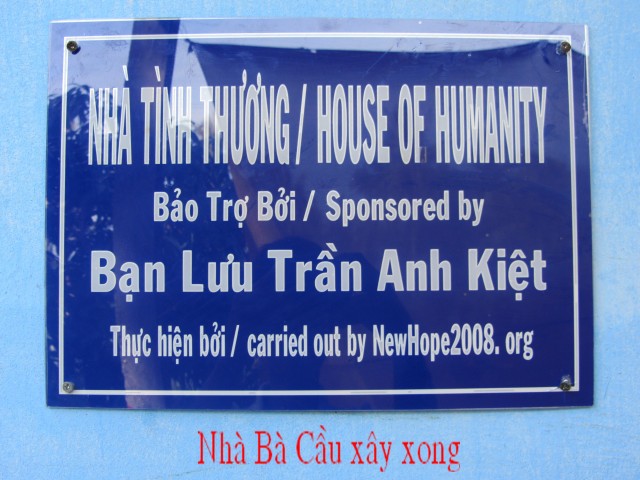 NHÀ TÌNH THƯƠNG / HOUSE OF HUMANITY
Bảo Trợ Bởi / Sponsored by
Bạn Lưu Trần Anh Kiệt
Thực hiện bởi / carried out by NewHope2008. org
Nhà Bà Cầu xây xong